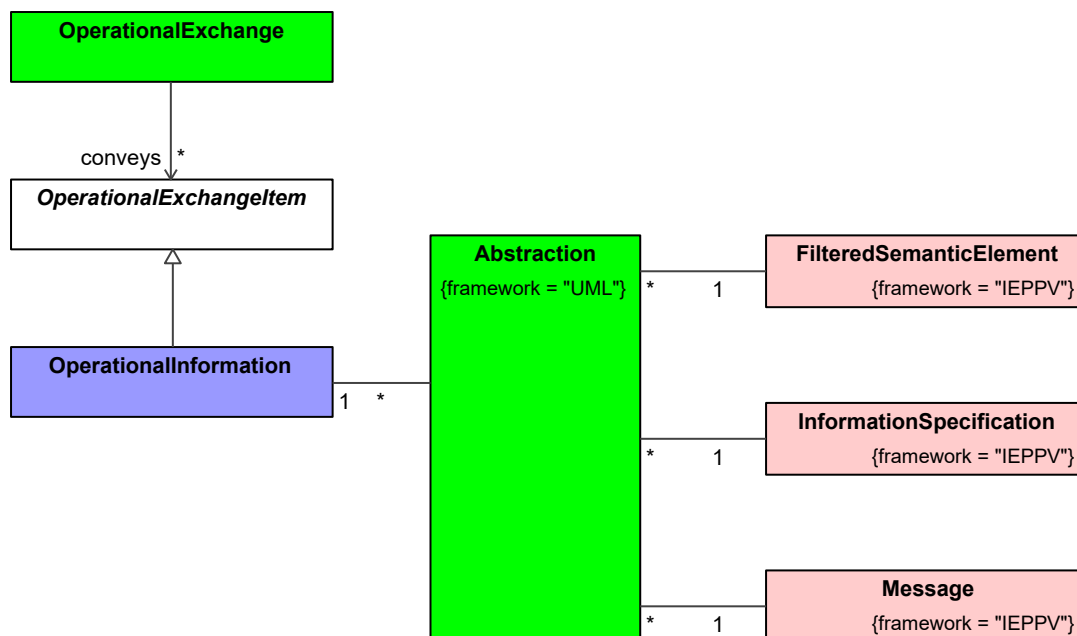 OperationalExchange
conveys *
OperationalExchangeItem
Abstraction
{framework = "UML"}
FilteredSemanticElement
{framework = "IEPPV"}
* 1
OperationalInformation
1 *
InformationSpecification
{framework = "IEPPV"}
* 1
Message
{framework = "IEPPV"}
* 1